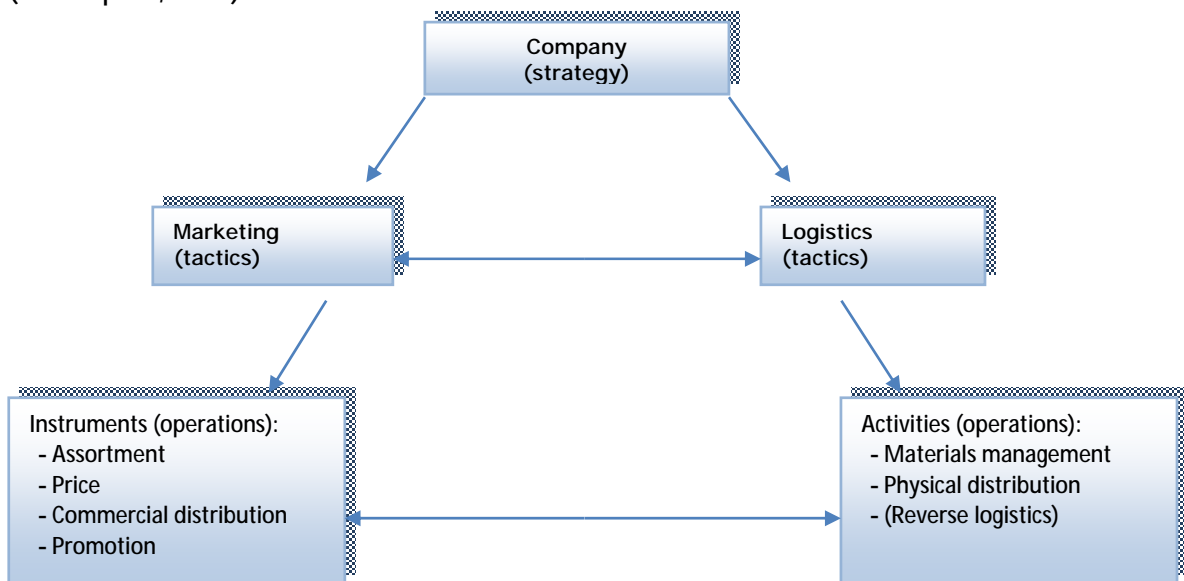 Company
(strategy)
Marketing
(tactics)
Logistics
(tactics)
Instruments (operations):
- Assortment
- Price
- Commercial distribution
- Promotion
Activities (operations):
- Materials management
- Physical distribution
- (Reverse logistics)